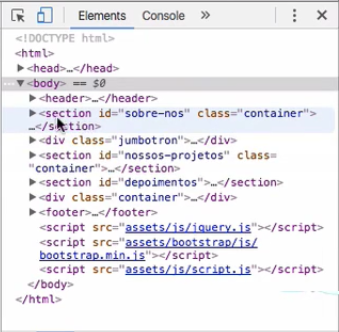 Elements Console »
<!DOCTYPE html>
<html>
▶<head>…</head>
…▼<body> == $0
▶<header>…</header>
▶<section id="sobre-nos" class="container">
…</section>
▶<div class="jumbotron">…</div>
▶<section id="nossos-projetos" class=
"container">…</section>
▶<section id="depoimentos">…</section>
▶<div class="container">…</div>
▶<footer>…</footer>
<script src="assets/js/jquery.js"></script>
<script src="assets/bootstrap/js/
bootstrap.min.js"></script>
<script src="assets/js/script.js"></script>
</body>
</html>